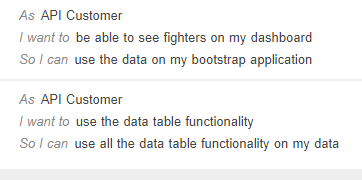 As API Customer
I want to be able to see fighters on my dashboard
So I can use the data on my bootstrap application
As API Customer
I want to use the data table functionality
So I can use all the data table functionality on my data